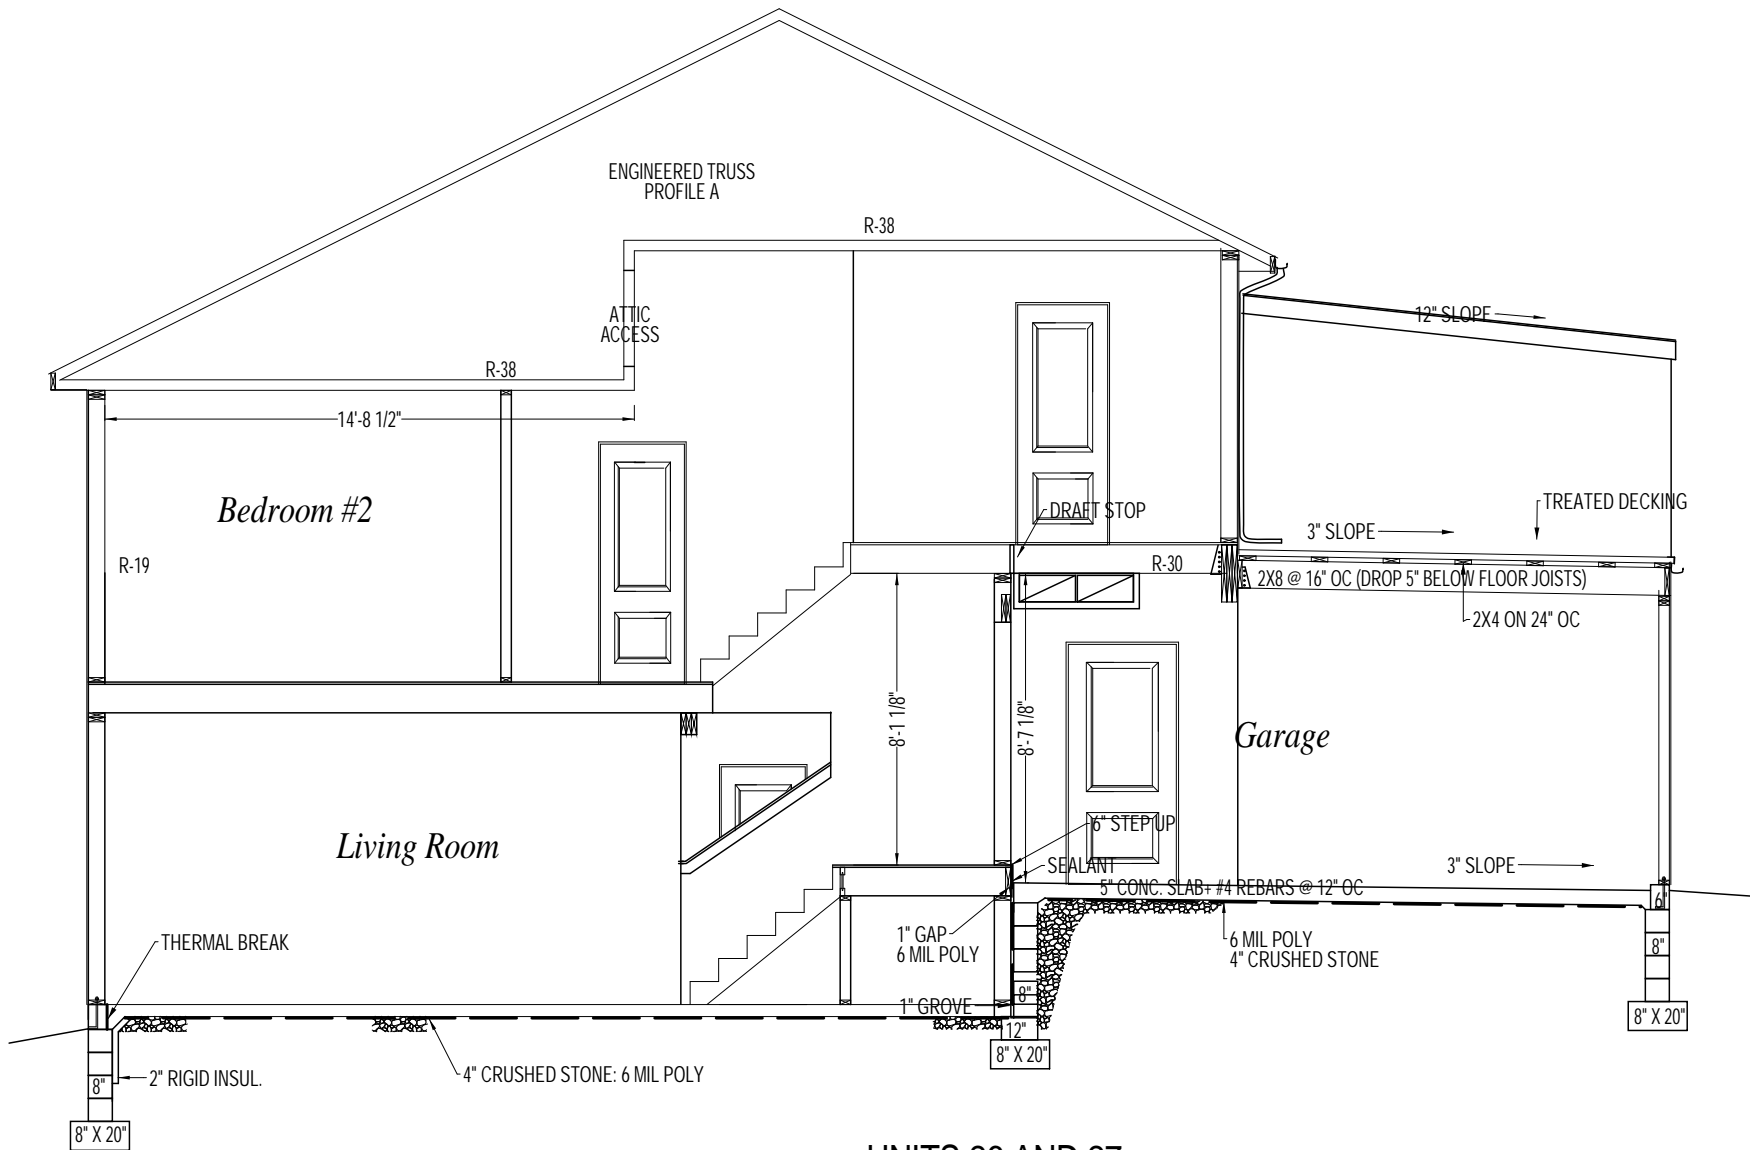 ENGINEERED TRUSS
PROFILE A
R-38
ATTIC
ACCESS
12" SLOPE
R-38
14'-8 1/2"
Bedroom #2
DRAFT STOP
TREATED DECKING
3" SLOPE
R-19
R-30
2X8 @ 16" OC (DROP 5" BELOW FLOOR JOISTS)
2X4 ON 24" OC
8'-1 1/8"
8'-7 1/8"
Garage
Living Room
6" STEP UP
SEALANT
3" SLOPE
5" CONC. SLAB+ #4 REBARS @ 12" OC
6"
1" GAP
6 MIL POLY
6 MIL POLY
4" CRUSHED STONE
8"
THERMAL BREAK
8"
1" GROVE
8" X 20"
12"
8" X 20"
4" CRUSHED STONE: 6 MIL POLY
2" RIGID INSUL.
8"
8" X 20"